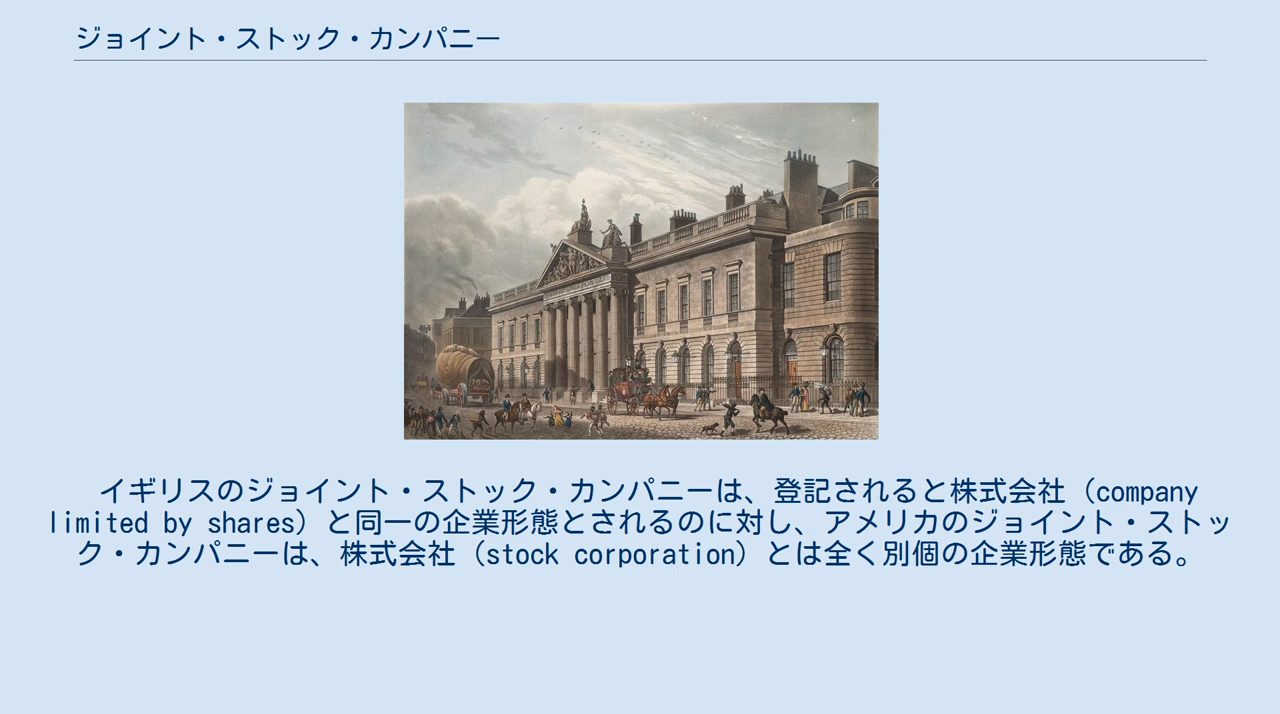 ジョイント・ストック・カンパニー
イギリスのジョイント・ストック・カンパニーは、登記されると株式会社（company
limited by shares）と同一の企業形態とされるのに対し、アメリカのジョイント・ストッ
ク・カンパニーは、株式会社（stock corporation）とは全く別個の企業形態である。